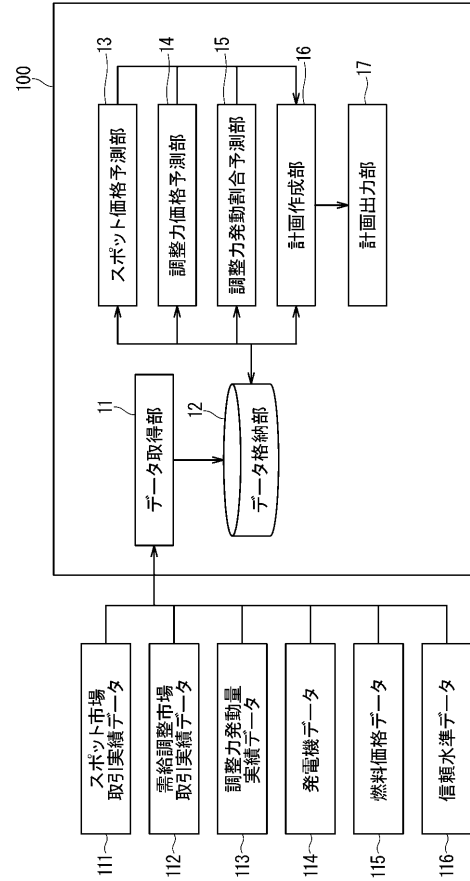 100
スポット市場
取引実績データ
111
需給調整市場
取引実績データ
112
調整力発動量
実績データ
113
発電機データ
114
燃料価格データ
115
信頼水準データ
116
データ取得部
11
データ格納部
12
スポット価格予測部
13
調整力価格予測部
14
調整力発動割合予測部
15
計画作成部
16
計画出力部
17